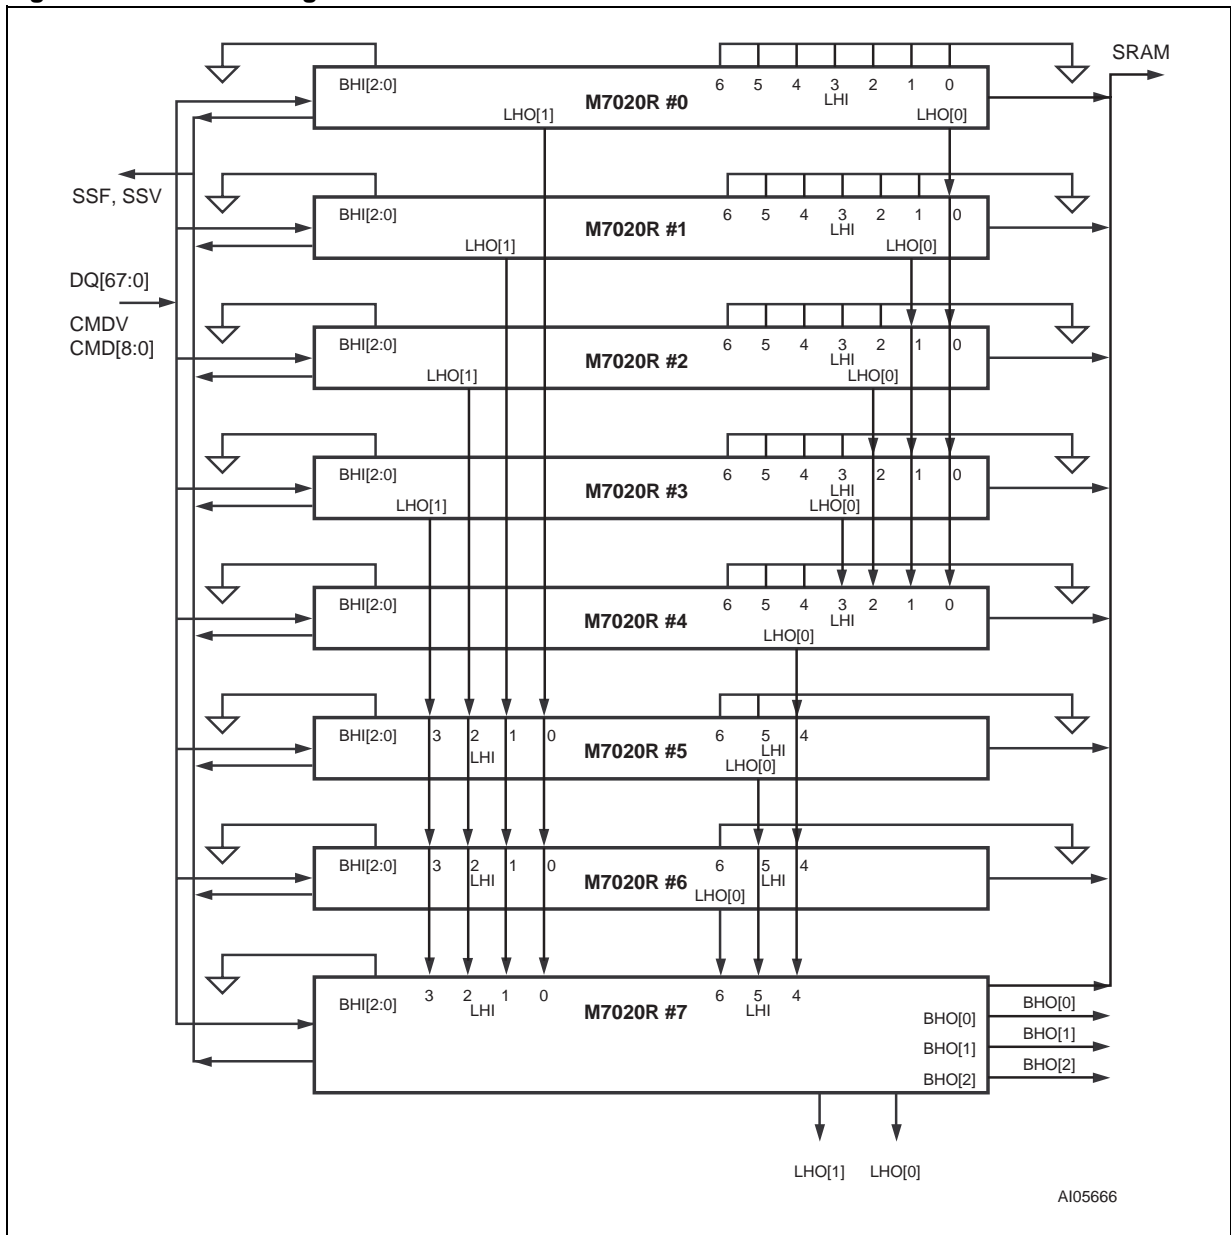 SRAM
BHI[2:0] 6 5 4 3 2 1 0
M7020R #0 LHI
LHO[1] LHO[0]
SSF, SSV
BHI[2:0] 6 5 4 3 2 1 0
M7020R #1 LHI
LHO[1] LHO[0]
DQ[67:0]
CMDV
CMD[8:0]
BHI[2:0] 6 5 4 3 2 1 0
M7020R #2 LHI
LHO[1] LHO[0]
BHI[2:0] 6 5 4 3 2 1 0
M7020R #3 LHI
LHO[1] LHO[0]
BHI[2:0] 6 5 4 3 2 1 0
M7020R #4 LHI
LHO[0]
BHI[2:0] 3 2 1 0 6 5 4
LHI M7020R #5 LHI
LHO[0]
BHI[2:0] 3 2 1 0 6 5 4
LHI M7020R #6 LHI
LHO[0]
BHI[2:0] 3 2 1 0 6 5 4
LHI M7020R #7 LHI
BHO[0] BHO[0]
BHO[1] BHO[1]
BHO[2] BHO[2]
LHO[1] LHO[0]
AI05666